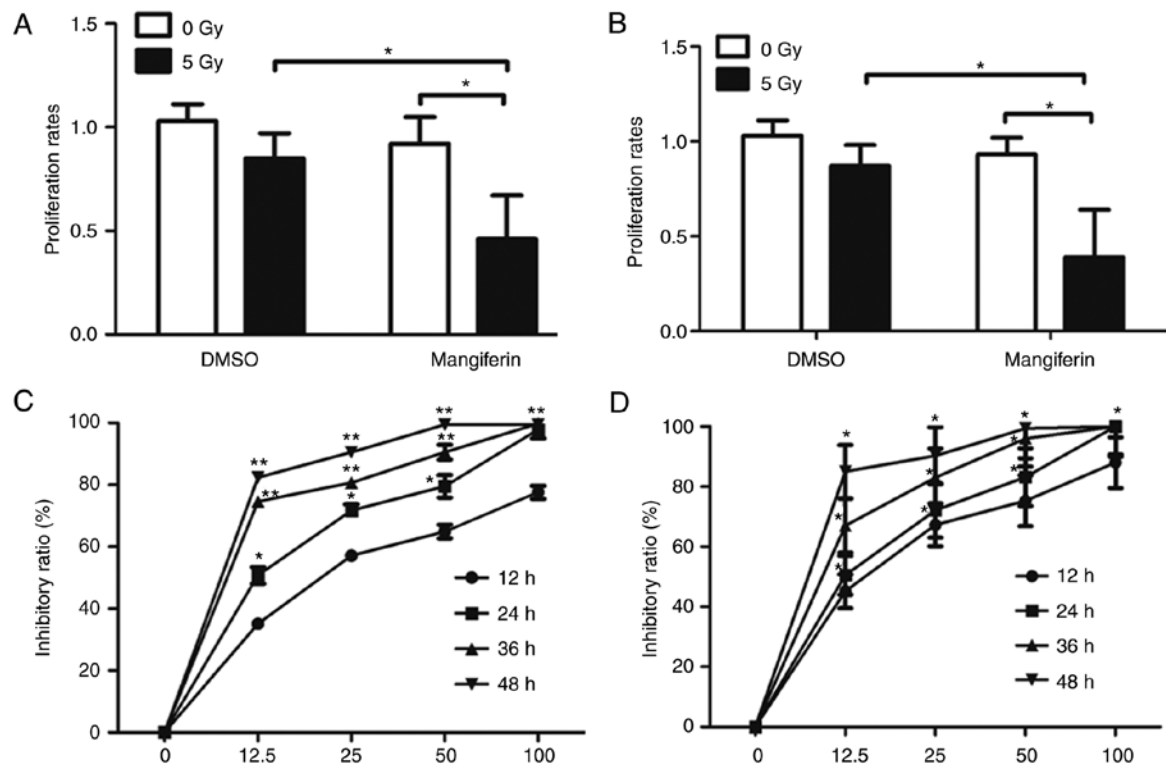 A
1.5
1.0
0.5
0.0
Proliferation rates
0 Gy
5 Gy
*
*
DMSO
Mangiferin
B
1.5
1.0
0.5
0.0
Proliferation rates
0 Gy
5 Gy
*
*
DMSO
Mangiferin
C
100
80
60
40
20
0
Inhibitory ratio (%)
** ** ** **
** ** **
* * *
12 h
24 h
36 h
48 h
0 12.5 25 50 100
D
100
80
60
40
20
0
Inhibitory ratio (%)
* * * *
* * *
* * *
12 h
24 h
36 h
48 h
0 12.5 25 50 100